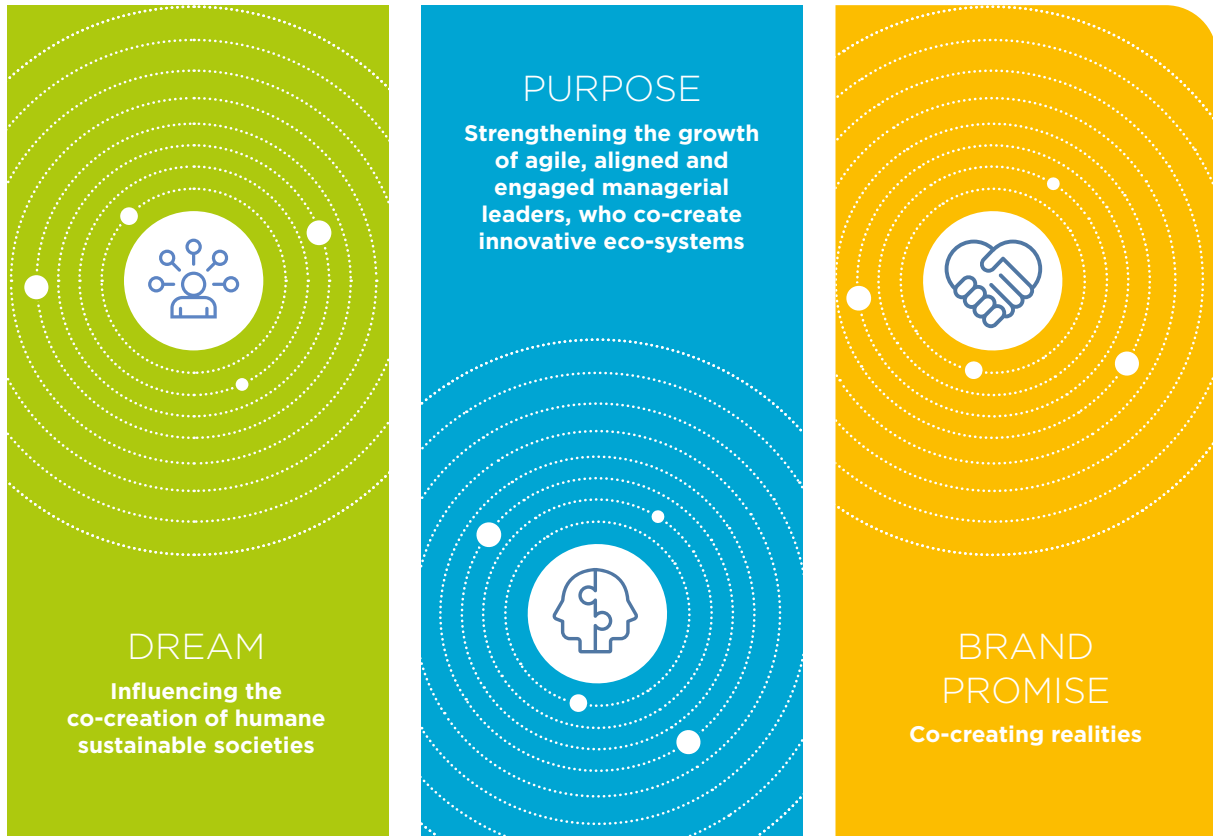 DREAM
Influencing the
co-creation of humane
sustainable societies
PURPOSE
Strengthening the growth
of agile, aligned and
engaged managerial
leaders, who co-create
innovative eco-systems
BRAND
PROMISE
Co-creating realities